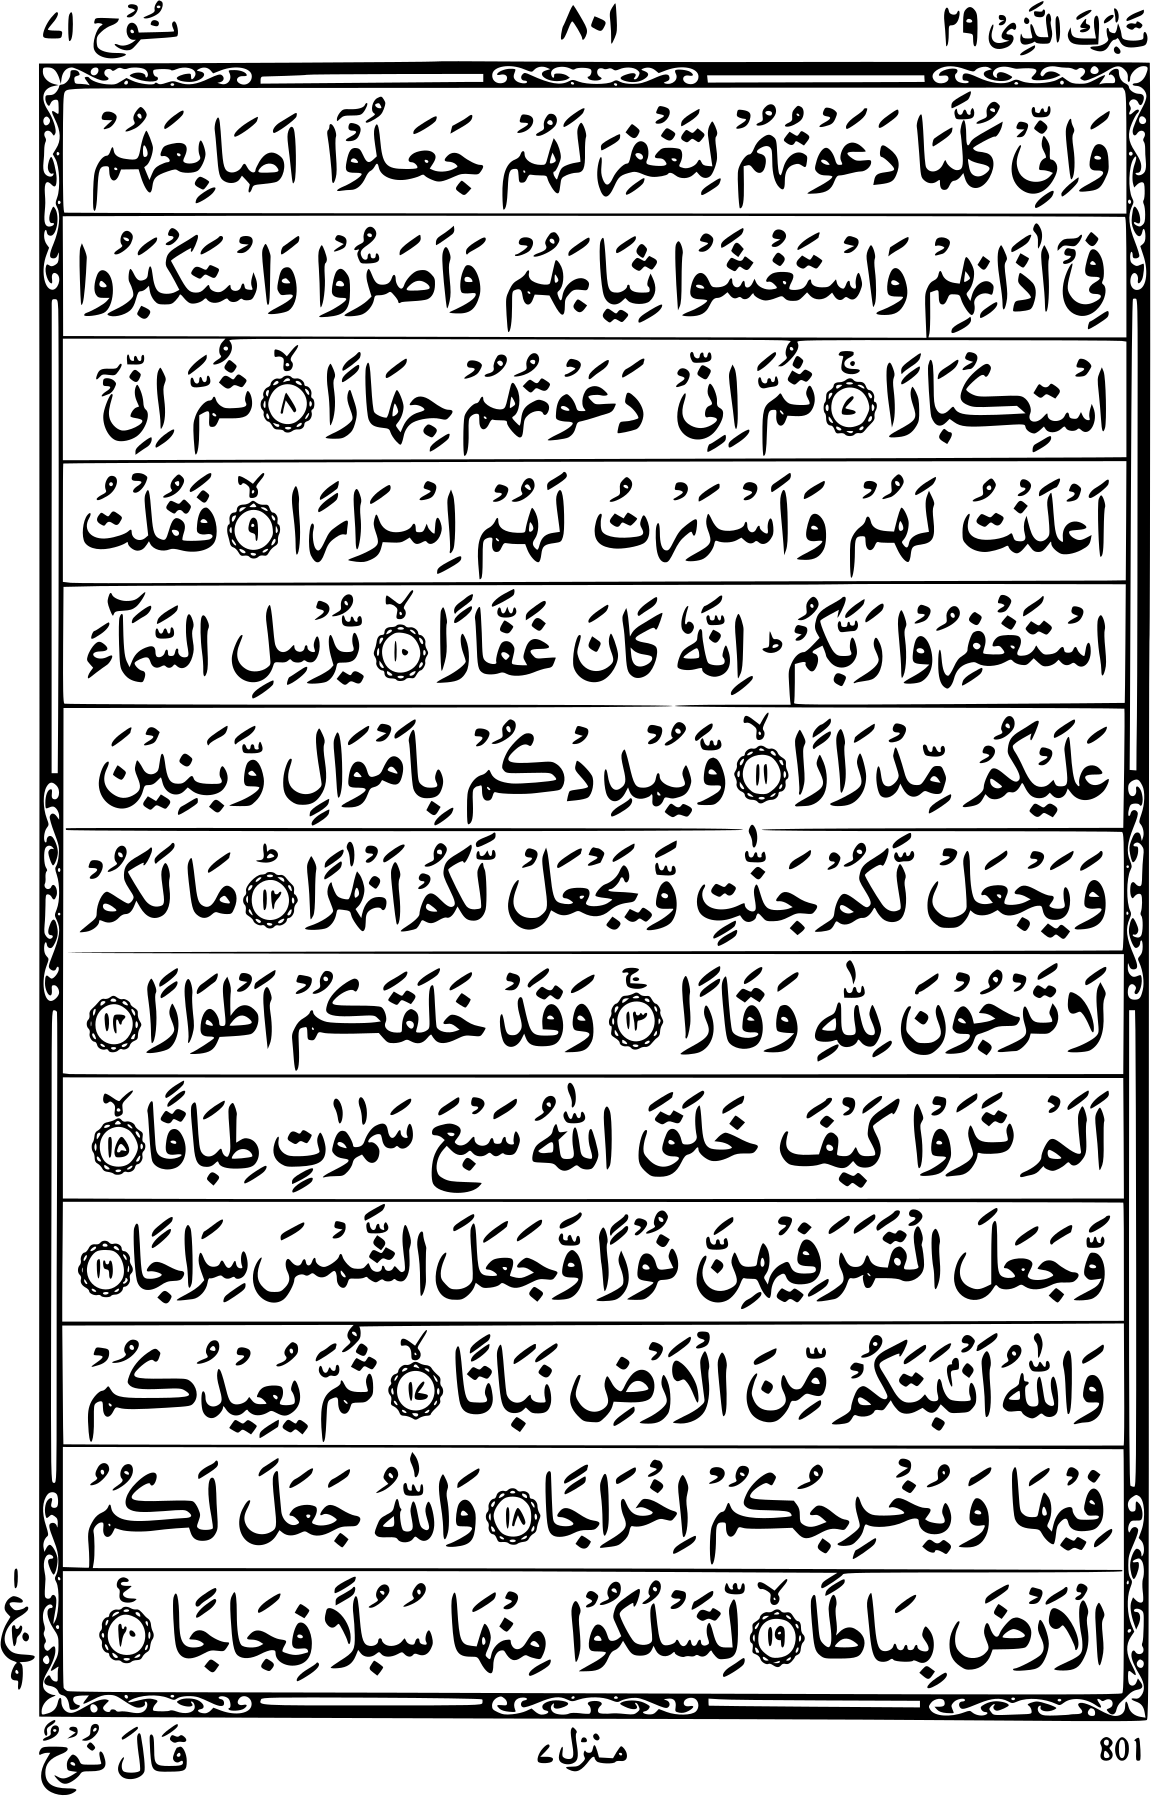 تَبٰرَكَ الَّذِىْ ٢٩ ٨٠١ نُوْح ٧١
وَاِنِّىْ كُلَّمَا دَعَوْتُهُمْ لِتَغْفِرَ لَهُمْ جَعَلُوْۤا اَصَابِعَهُمْ
فِىْۤ اٰذَانِهِمْ وَاسْتَغْشَوْا ثِيَابَهُمْ وَاَصَرُّوْا وَاسْتَكْبَرُوا
اسْتِكْبَارًا ۚ‏﴿٧﴾ ثُمَّ اِنِّىْ دَعَوْتُهُمْ جِهَارًا ۙ‏﴿٨﴾ ثُمَّ اِنِّىْۤ
اَعْلَنْتُ لَهُمْ وَاَسْرَرْتُ لَهُمْ اِسْرَارًا ۙ‏﴿٩﴾ فَقُلْتُ
اسْتَغْفِرُوْا رَبَّكُمْ ؕ اِنَّهٗ كَانَ غَفَّارًا ۙ‏﴿١٠﴾ يُّرْسِلِ السَّمَآءَ
عَلَيْكُمْ مِّدْرَارًا ۙ‏﴿١١﴾ وَّيُمْدِدْكُمْ بِاَمْوَالٍ وَّبَنِيْنَ
وَيَجْعَلْ لَّكُمْ جَنّٰتٍ وَّيَجْعَلْ لَّكُمْ اَنْهٰرًا ؕ‏﴿١٢﴾ مَا لَكُمْ
لَا تَرْجُوْنَ لِلّٰهِ وَقَارًا ۚ‏﴿١٣﴾ وَقَدْ خَلَقَكُمْ اَطْوَارًا ﴿١٤﴾
اَلَمْ تَرَوْا كَيْفَ خَلَقَ اللّٰهُ سَبْعَ سَمٰوٰتٍ طِبَاقًا ۙ‏﴿١٥﴾
وَّجَعَلَ الْقَمَرَ فِيْهِنَّ نُوْرًا وَّجَعَلَ الشَّمْسَ سِرَاجًا ﴿١٦﴾
وَاللّٰهُ اَنْۢبَتَكُمْ مِّنَ الْاَرْضِ نَبَاتًا ۙ‏﴿١٧﴾ ثُمَّ يُعِيْدُكُمْ
فِيْهَا وَيُخْرِجُكُمْ اِخْرَاجًا ﴿١٨﴾ وَاللّٰهُ جَعَلَ لَكُمُ
الْاَرْضَ بِسَاطًا ۙ‏﴿١٩﴾ لِّتَسْلُكُوْا مِنْهَا سُبُلًا فِجَاجًا ﴿٢٠﴾ ع
١ ع ٢٠ ٩
801 منزل ٧ قَالَ نُوْحٌ